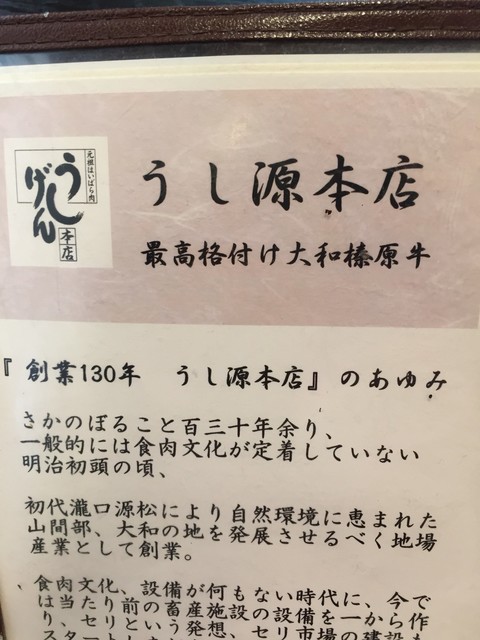 元祖はいばら肉
うし
げん
本店
うし源本店
最高格付け大和榛原牛
『創業130年 うし源本店』のあゆみ
さかのぼること百三十年余り、
一般的には食肉文化が定着していない
明治初頭の頃、
初代瀧口源松により自然環境に恵まれた
山間部、大和の地を発展させるべく地場
産業として創業。
食肉文化、設備が何もない時代に、今で
は当たり前の畜産施設の設備を一から作
り、という発想、セリ市場の建設も